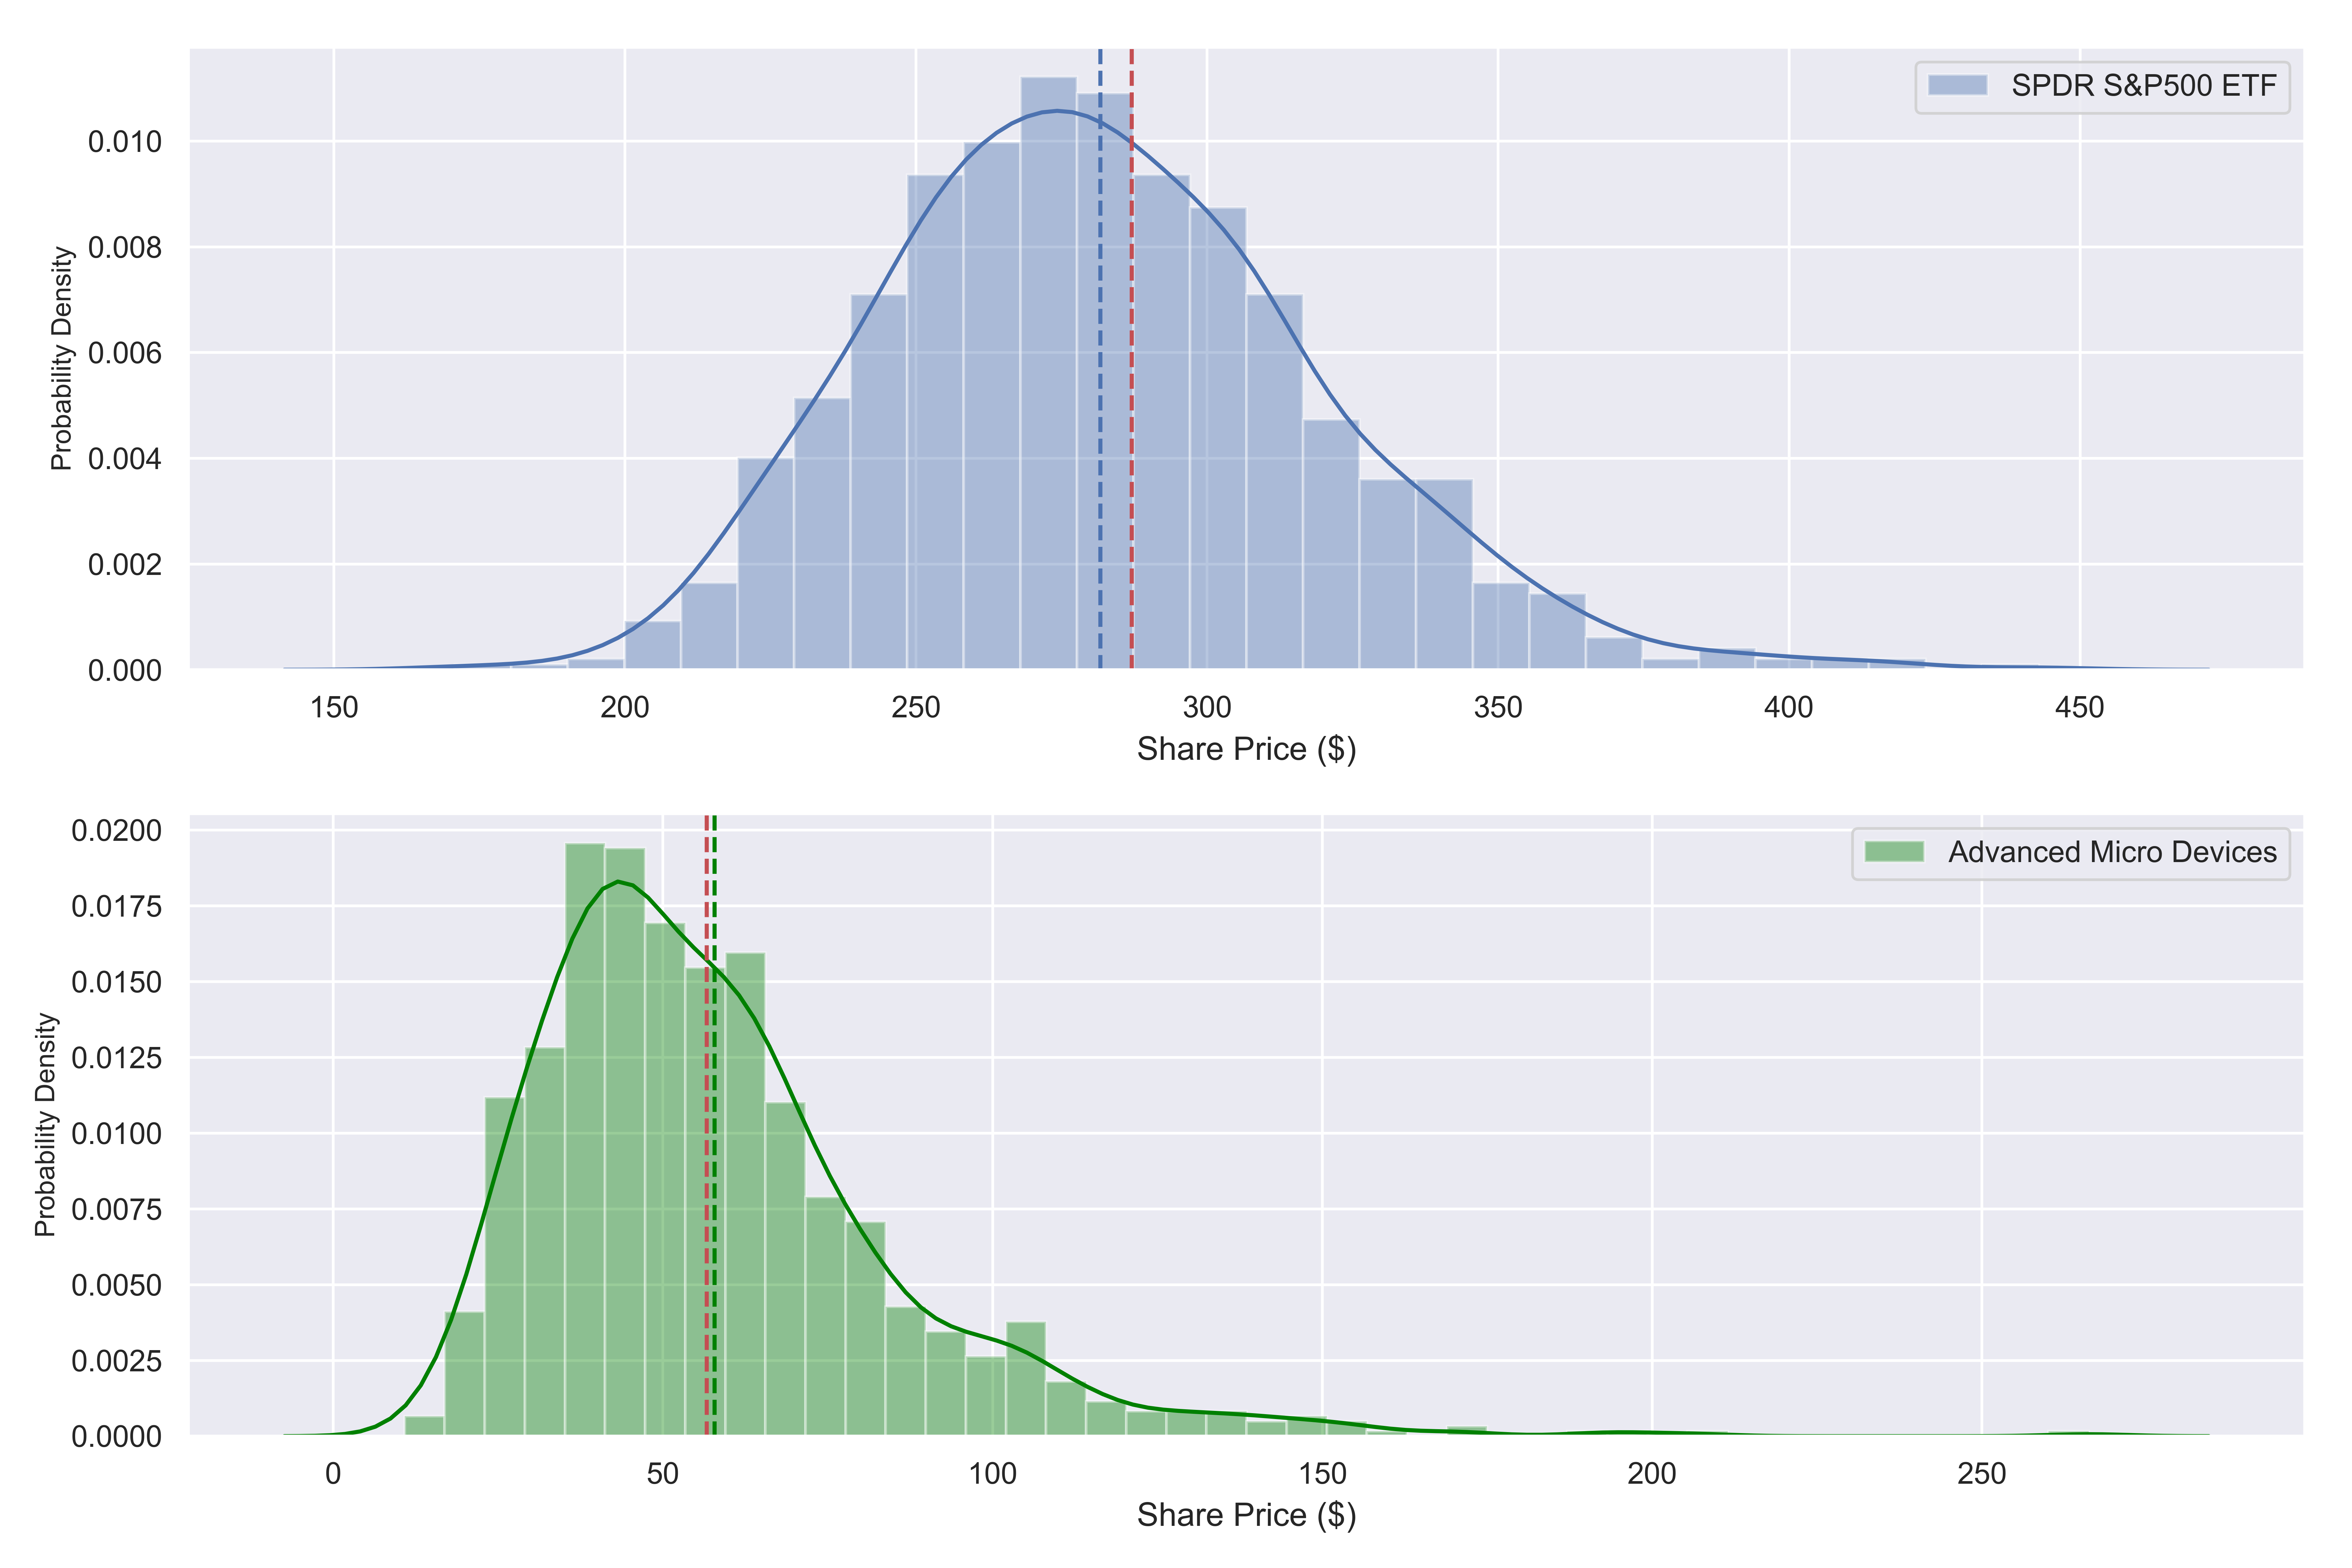 SPDR S&P500 ETF
Probability Density
0.010
0.008
0.006
0.004
0.002
0.000
150 200 250 300 350 400 450
Share Price ($)
Advanced Micro Devices
Probability Density
0.0200
0.0175
0.0150
0.0125
0.0100
0.0075
0.0050
0.0025
0.0000
0 50 100 150 200 250
Share Price ($)